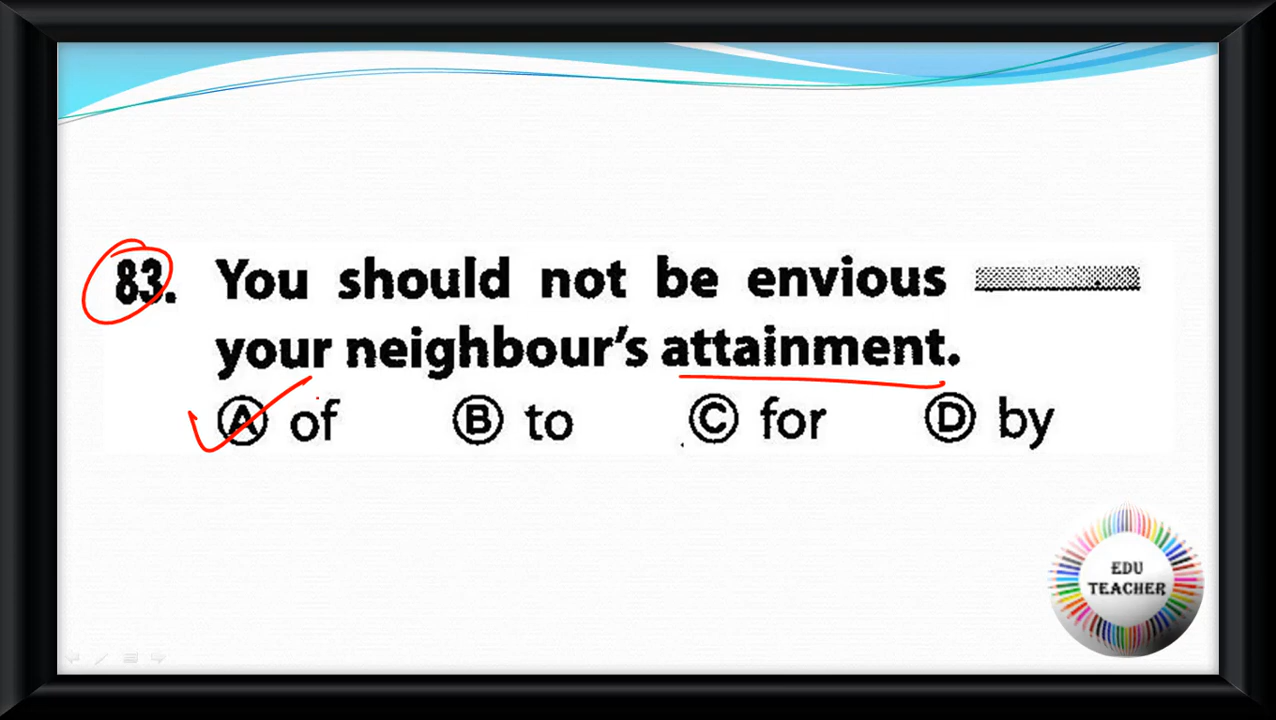 83. You should not be envious
your neighbour's attainment.
Ⓐ of Ⓑ to Ⓒ for Ⓓ by
EDU
TEACHER